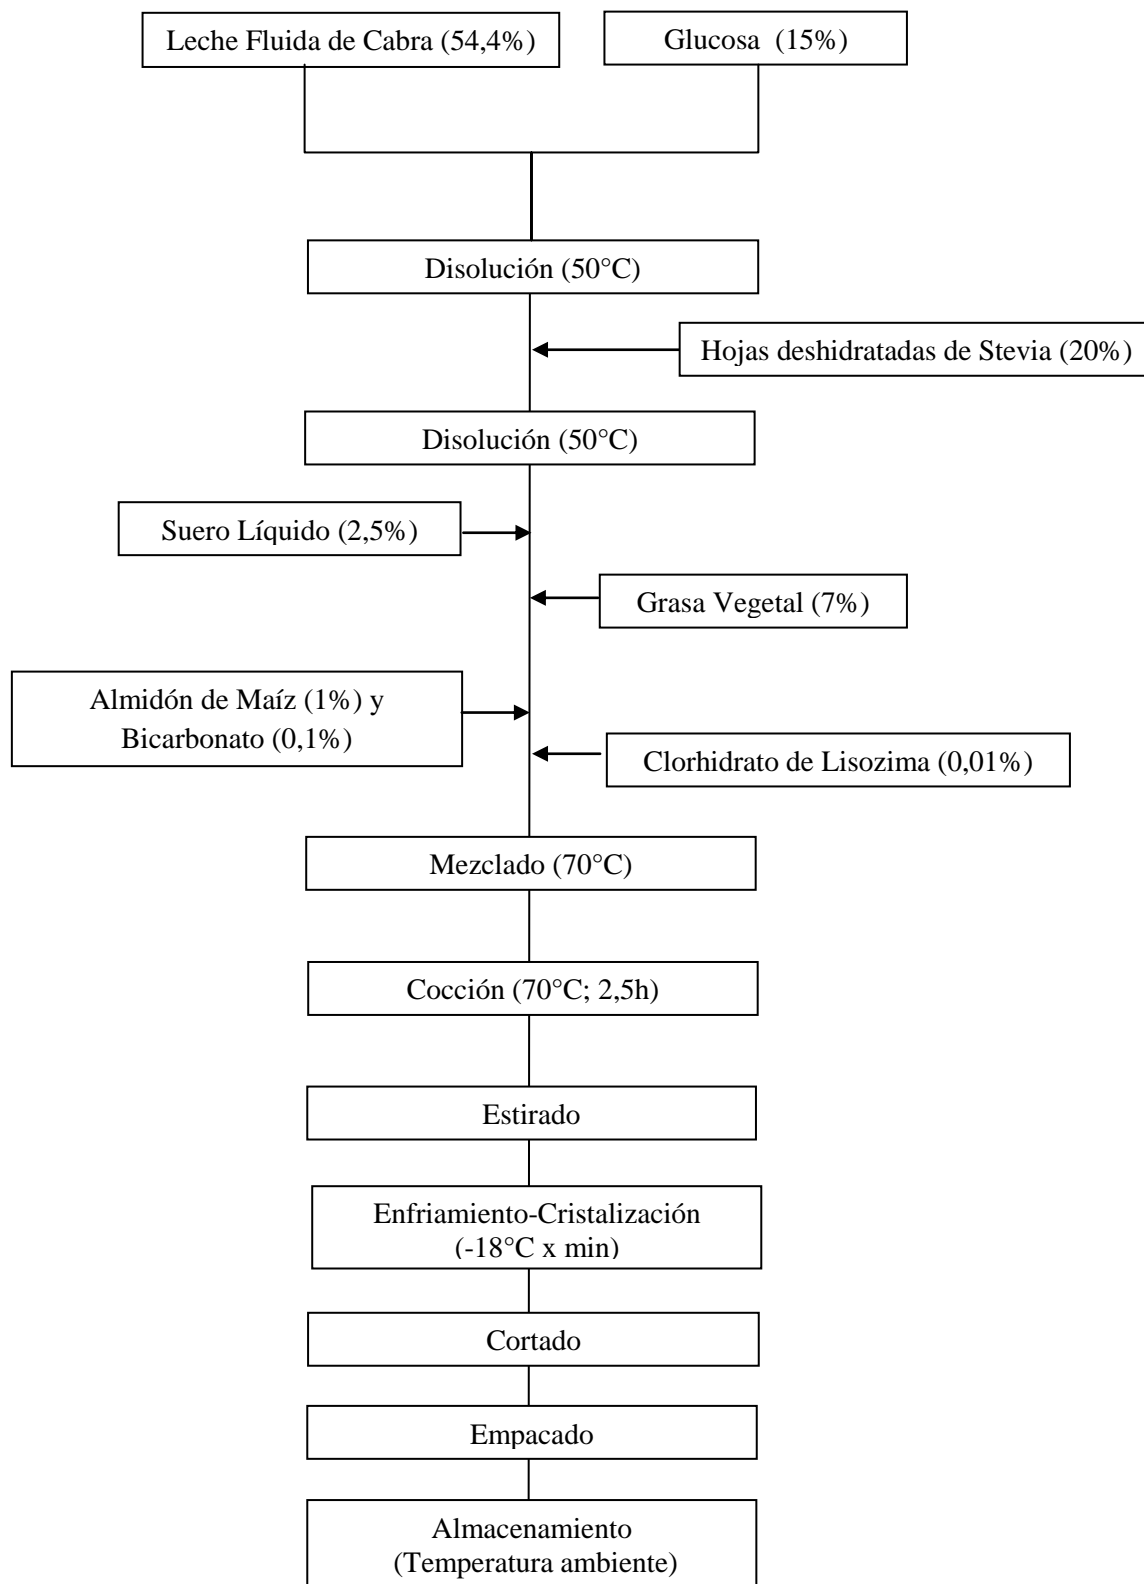 Leche Fluida de Cabra (54,4%)
Glucosa (15%)
Disolución (50°C)
Hojas deshidratadas de Stevia (20%)
Disolución (50°C)
Suero Líquido (2,5%)
Grasa Vegetal (7%)
Almidón de Maíz (1%) y
Bicarbonato (0,1%)
Clorhidrato de Lisozima (0,01%)
Mezclado (70°C)
Cocción (70°C; 2,5h)
Estirado
Enfriamiento-Cristalización
(-18°C x min)
Cortado
Empacado
Almacenamiento
(Temperatura ambiente)